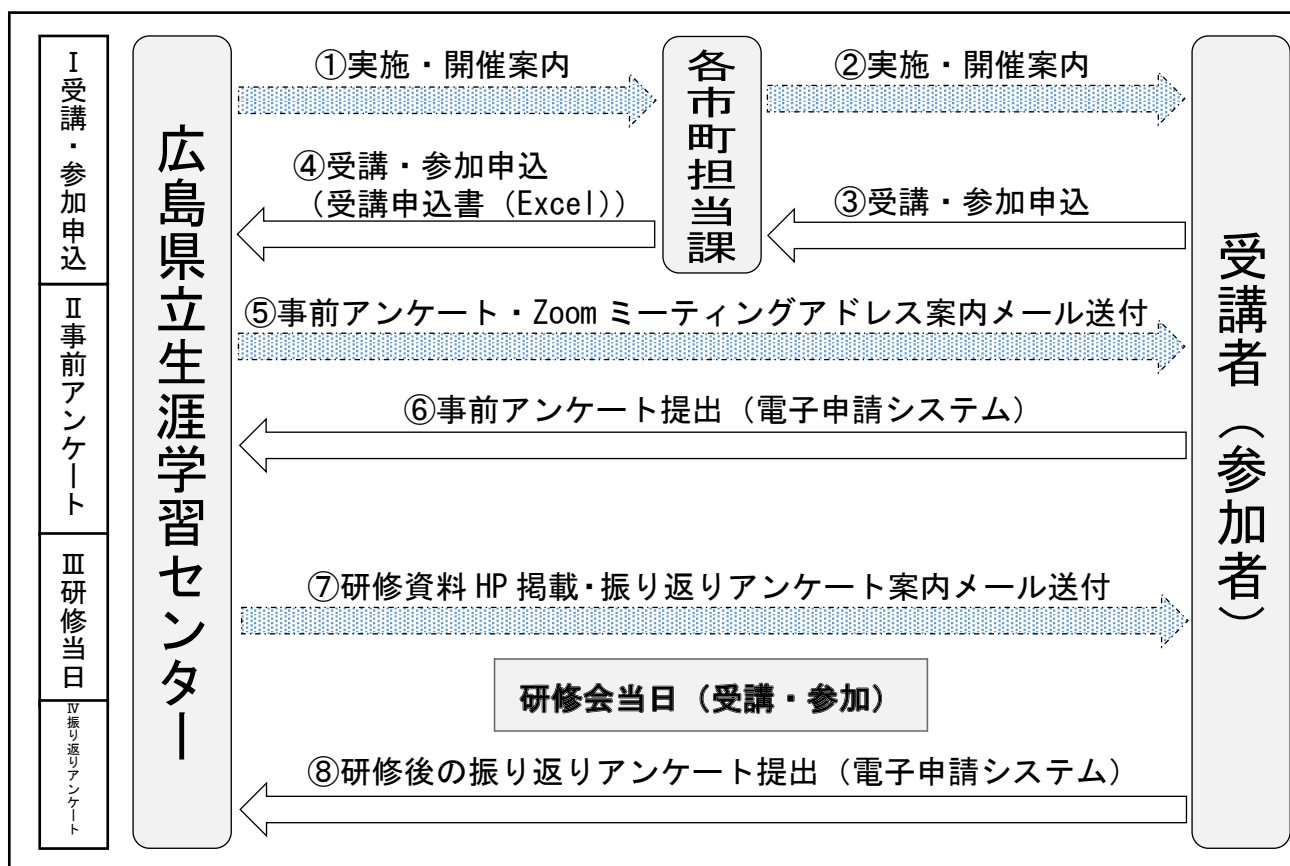 Ⅰ受講・参加申込
①実施・開催案内
②実施・開催案内
広島県立生涯学習センター
各市町担当課
受講者(参加者)
④受講・参加申込
(受講申込書(Excel))
③受講・参加申込
Ⅱ事前アンケート
⑤事前アンケート・Zoomミーティングアドレス案内メール送付
⑥事前アンケート提出(電子申請システム)
Ⅲ研修当日
⑦研修資料HP掲載・振り返りアンケート案内メール送付
研修会当日(受講・参加)
Ⅳ振り返りアンケート
⑧研修後の振り返りアンケート提出(電子申請システム)